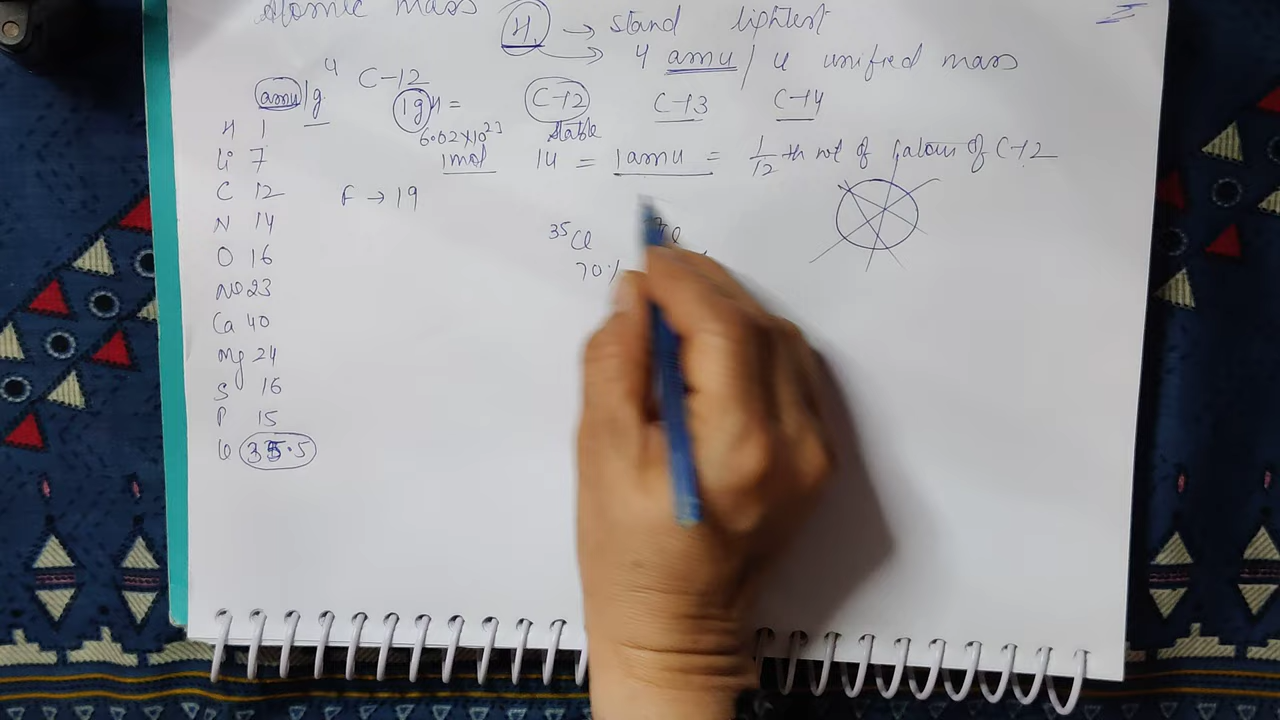 Atomic mass
H → stand lightest
→ 4 amu / u unified mass
amu/g u C-12
1g H = C-12 C-13 C-14
6.02×10²³ stable
1 mol 1u = 1amu = 1/12 th wt of 1 atom of C-12
H 1
Li 7
C 12
N 14
O 16
Na 23
Ca 40
Mg 24
S 16
P 15
Cl 35.5
F → 19
³⁵Cl
70%